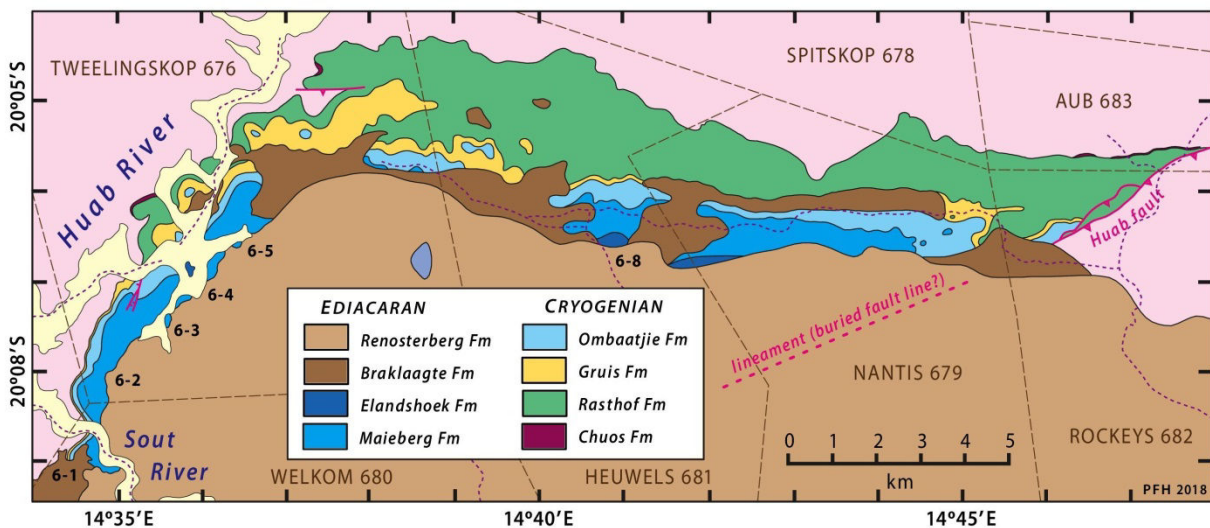 TWEELINGSKOP 676
SPITSKOP 678
AUB 683
20°05'S
Huab River
Huab fault
6-5
6-8
6-4
6-3
6-2
6-1
EDIACARAN
Renosterberg Fm
Braklaagte Fm
Elandshoek Fm
Maieberg Fm
CRYOGENIAN
Ombaatjie Fm
Gruis Fm
Rasthof Fm
Chuos Fm
lineament (buried fault line?)
20°08'S
NANTIS 679
Sout
River
ROCKEYS 682
0 1 2 3 4 5
km
WELKOM 680
HEUWELS 681
PFH 2018
14°35'E
14°40'E
14°45'E